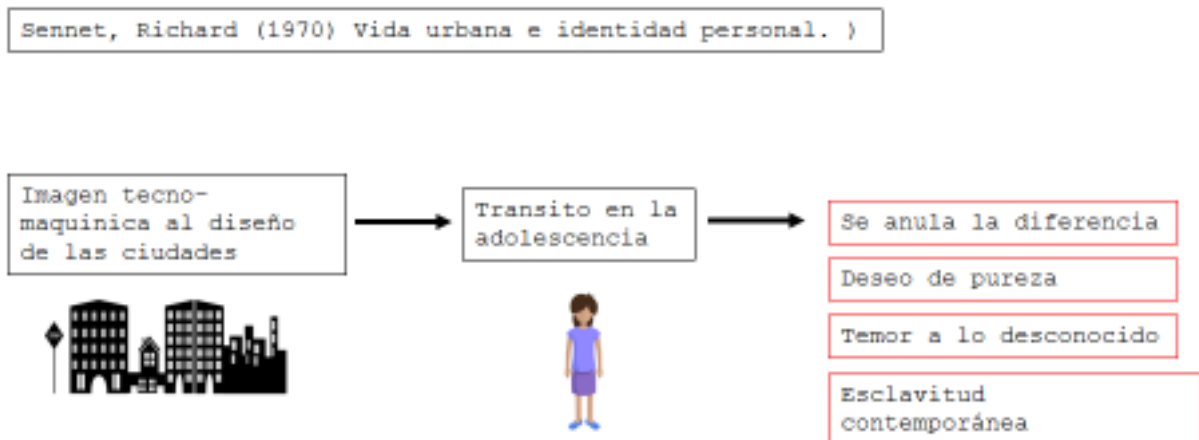 Sennet, Richard (1970) Vida urbana e identidad personal. )
Imagen tecno-
maquinica al diseño
de las ciudades
Transito en la
adolescencia
Se anula la diferencia
Deseo de pureza
Temor a lo desconocido
Esclavitud
contemporánea